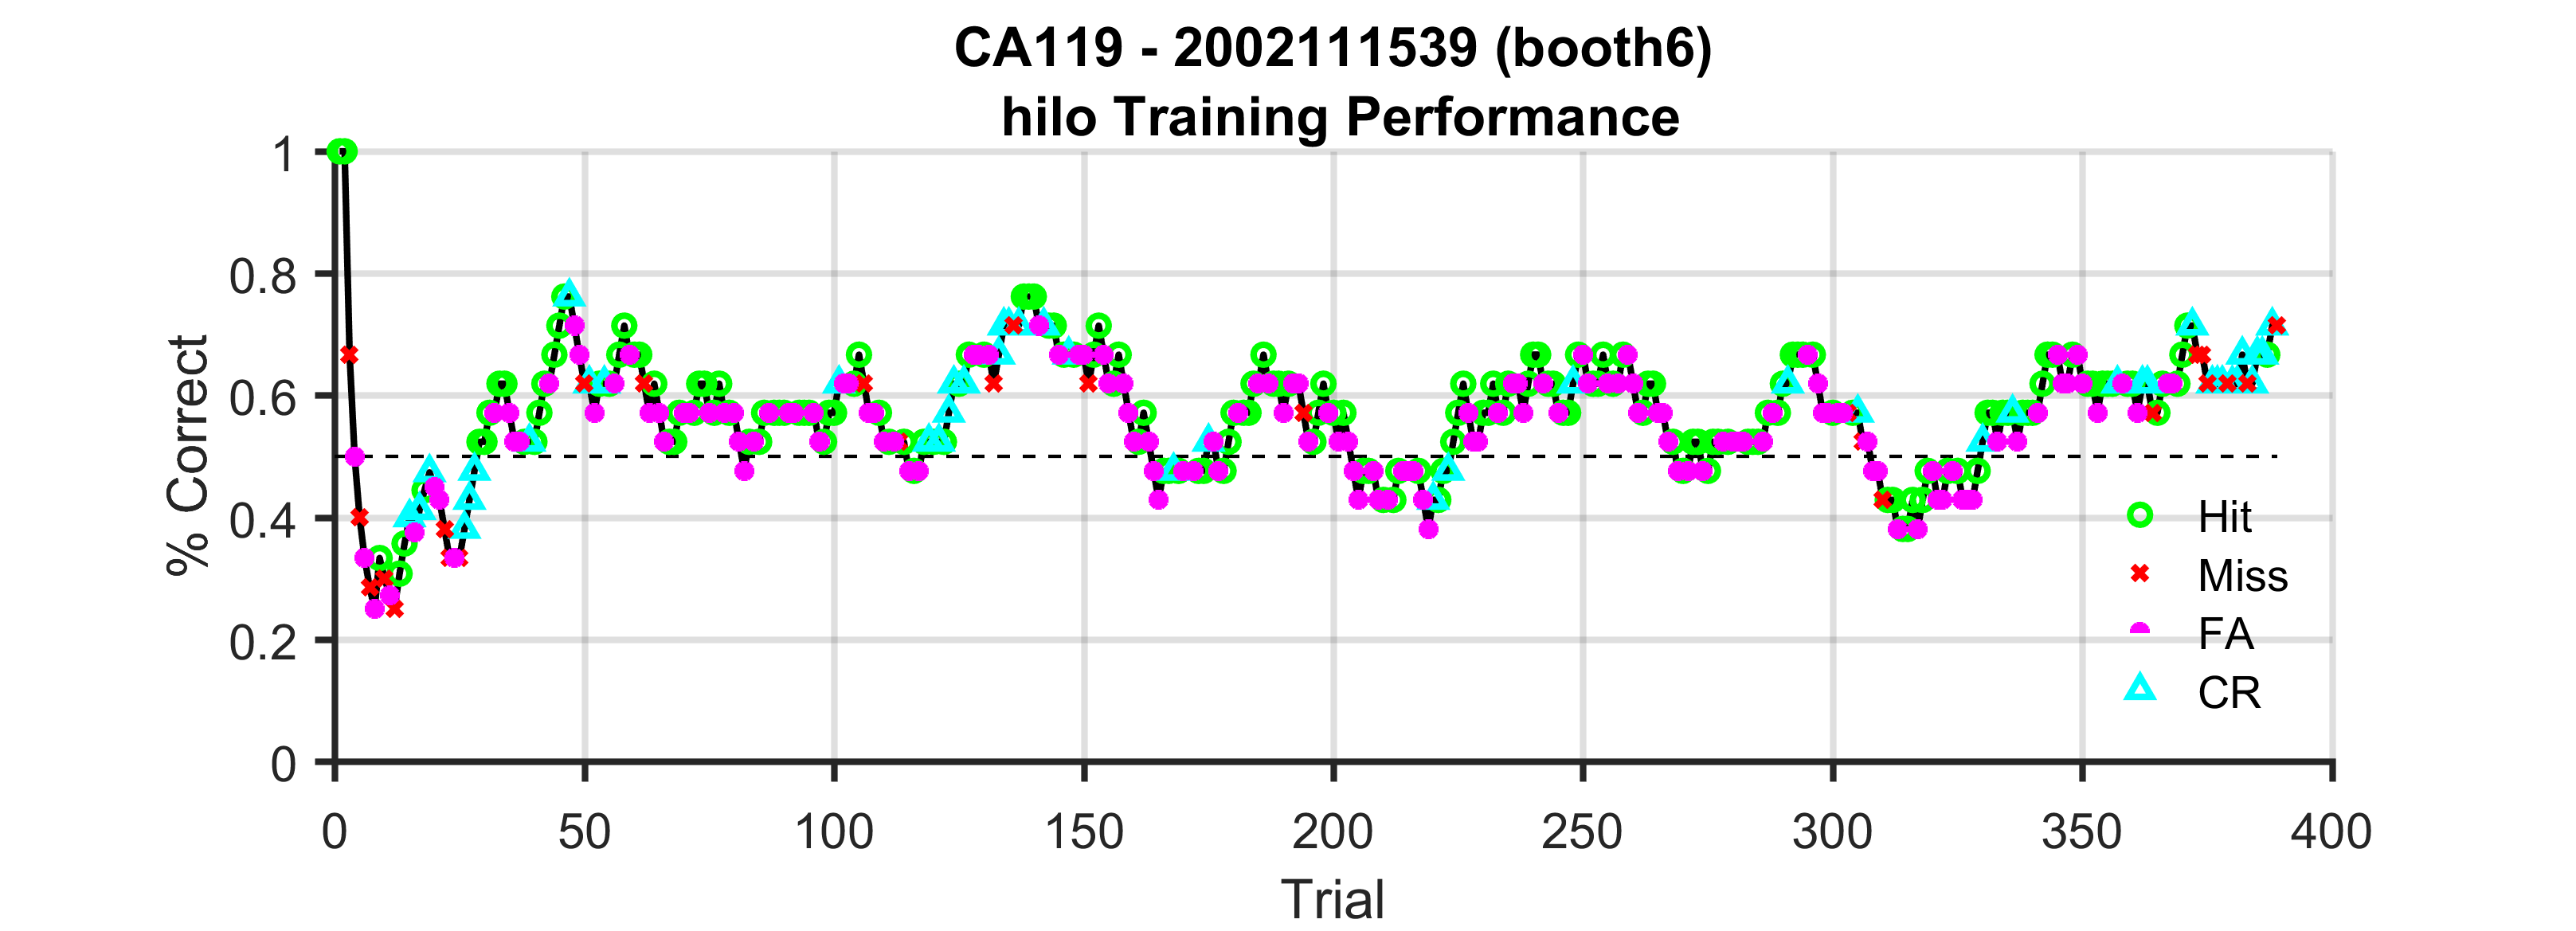 CA119 - 2002111539 (booth6)
hilo Training Performance
1
0.8
0.6
0.4
0.2
0
% Correct
0 50 100 150 200 250 300 350 400
Trial
Hit
Miss
FA
CR